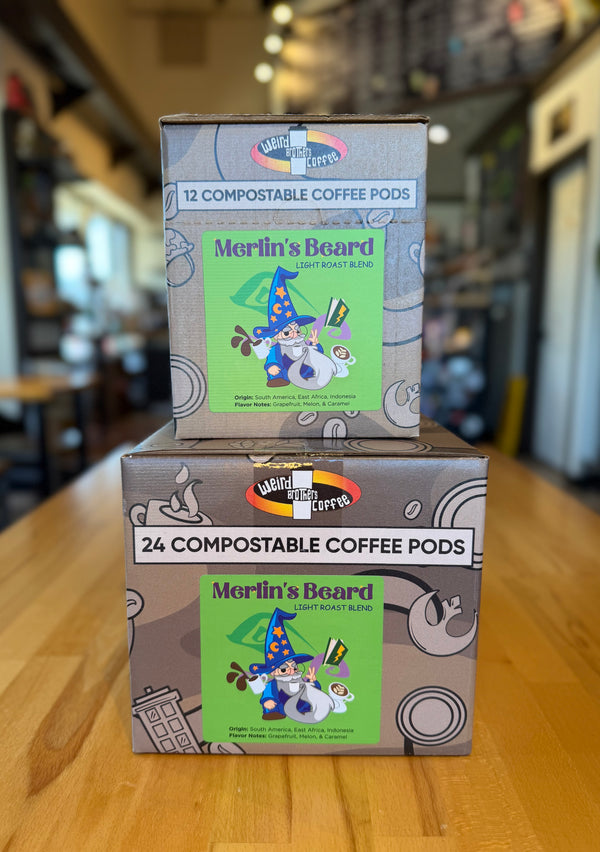 Weird
BROTHers
COFFee
12 COMPOSTABLE COFFEE PODS
Merlin's Beard
LIGHT ROAST BLEND
Origin: South America, East Africa, Indonesia
Flavor Notes: Grapefruit, Melon, & Caramel
Weird
BROTHers
COFFee
24 COMPOSTABLE COFFEE PODS
Merlin's Beard
LIGHT ROAST BLEND
Origin: South America, East Africa, Indonesia
Flavor Notes: Grapefruit, Melon, & Caramel